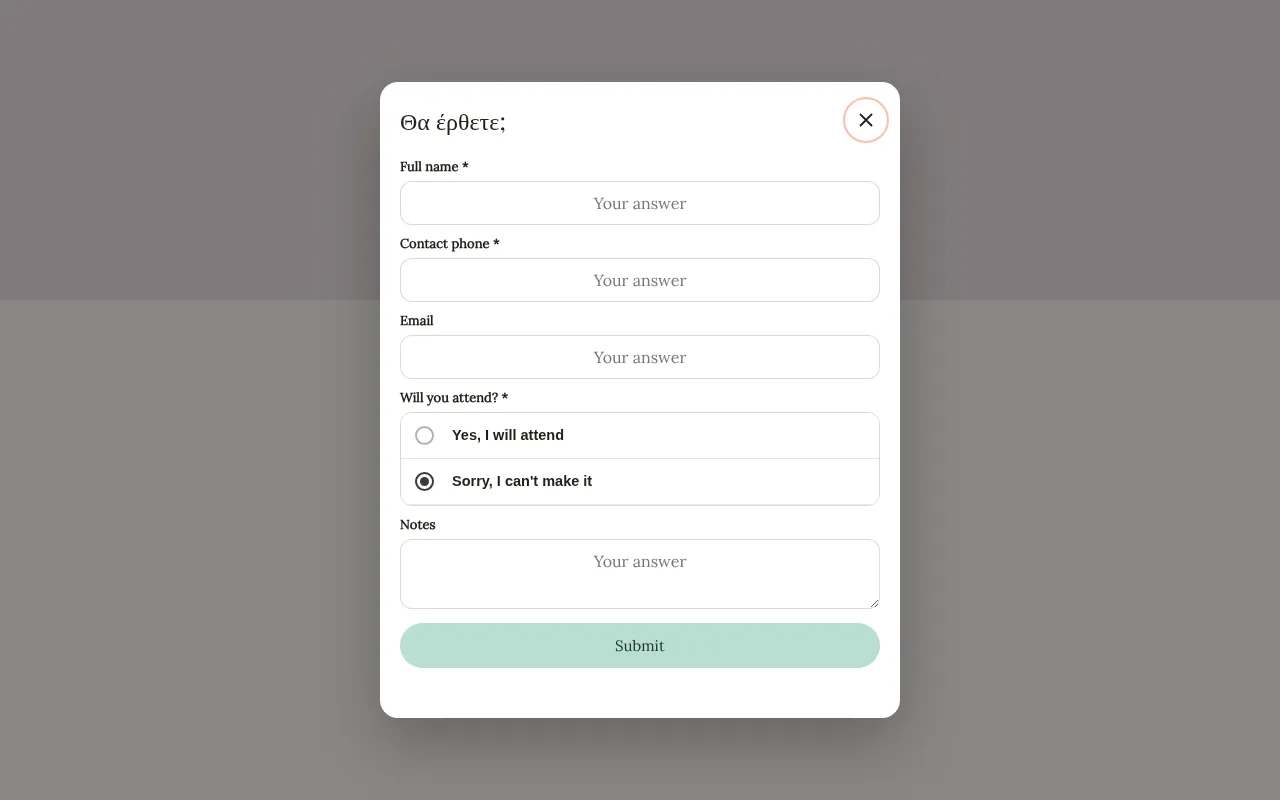 Θα έρθετε;
Full name *
Your answer
Contact phone *
Your answer
Email
Your answer
Will you attend? *
Yes, I will attend
Sorry, I can't make it
Notes
Your answer
Submit